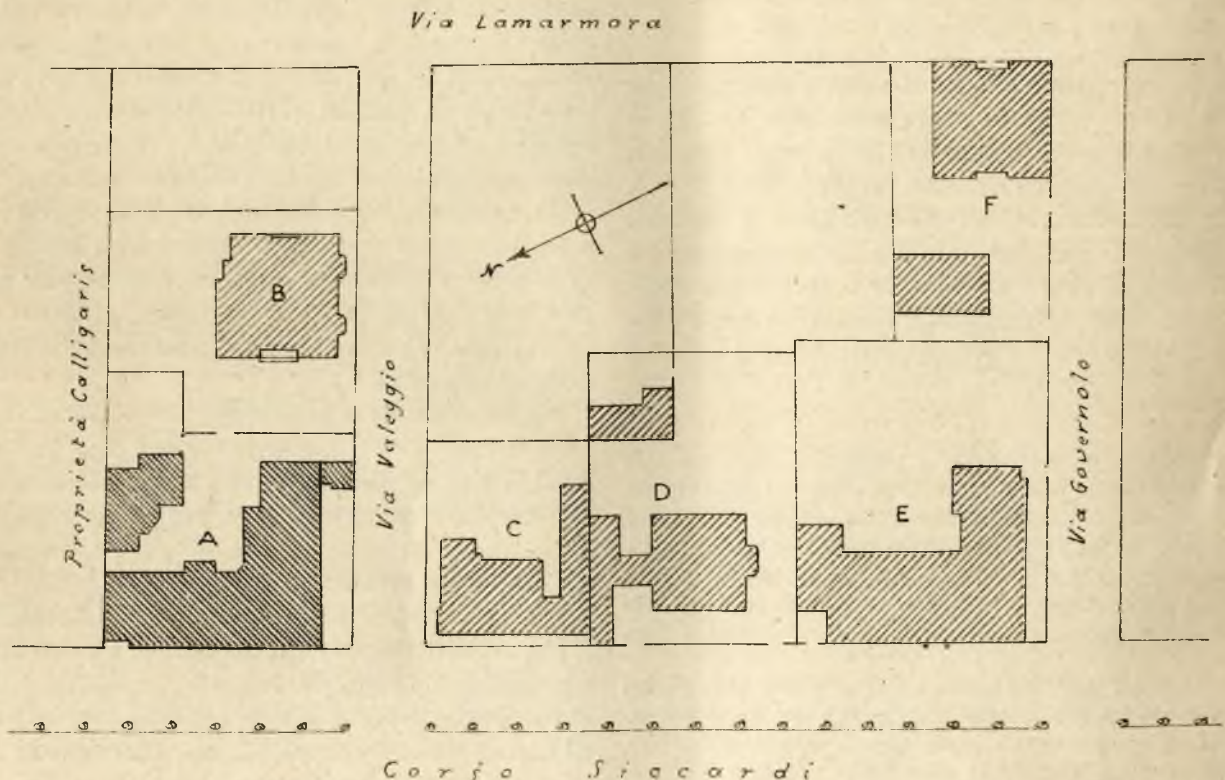 Via Lamarmora
F
N
B
Proprietà Calligaris
Via Valeggio
Via Governolo
A
C
D
E
Corso Siccardi